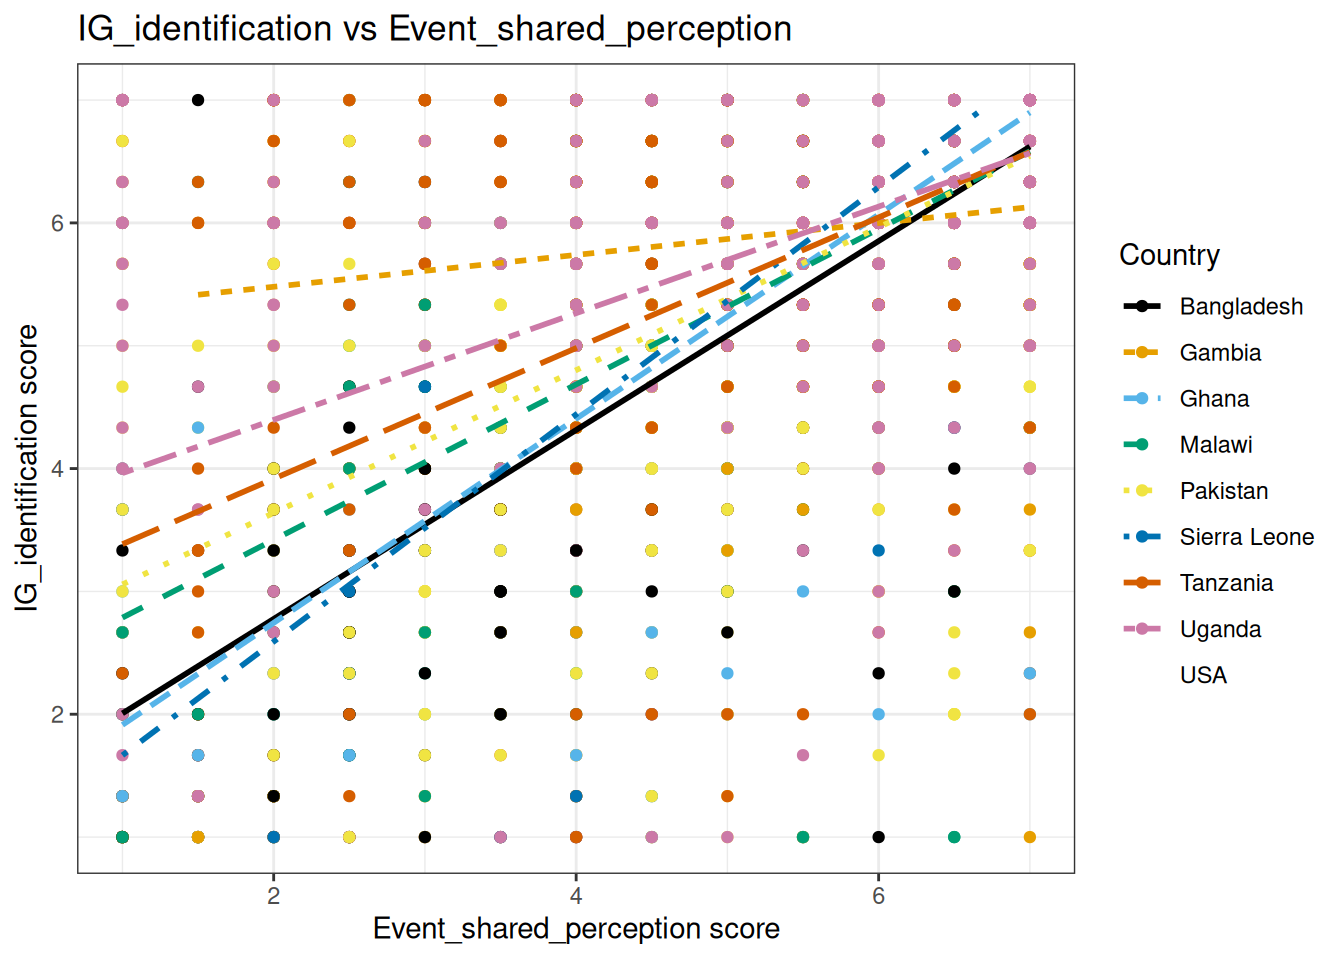 IG_identification vs Event_shared_perception
IG_identification score
6
4
2
2
4
6
Event_shared_perception score
Country
Bangladesh
Gambia
Ghana
Malawi
Pakistan
Sierra Leone
Tanzania
Uganda
USA